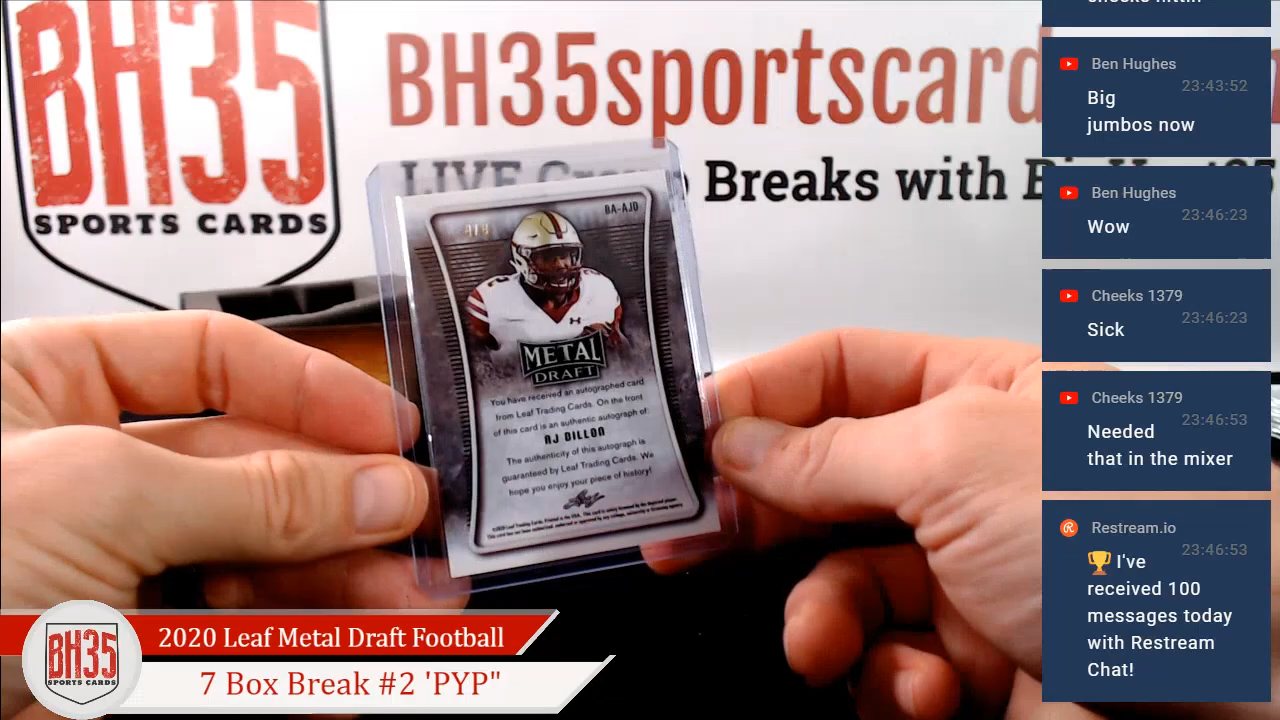 BH35
SPORTS CARDS
BH35sportscard
LIVE Breaks with
BA-AJD
METAL
DRAFT
You have received an autographed card
from Leaf Trading Cards. On the front
of this card is an authentic autograph of:
AJ DILLON
The authenticity of this autograph is
guaranteed by Leaf Trading Cards. We
hope you enjoy your piece of history!
Leaf
BH35
SPORTS CARDS
2020 Leaf Metal Draft Football
7 Box Break #2 'PYP"
Ben Hughes
23:43:52
Big
jumbos now
Ben Hughes
23:46:23
Wow
Cheeks 1379
23:46:23
Sick
Cheeks 1379
23:46:53
Needed
that in the mixer
Restream.io
23:46:53
🏆 I've
received 100
messages today
with Restream
Chat!